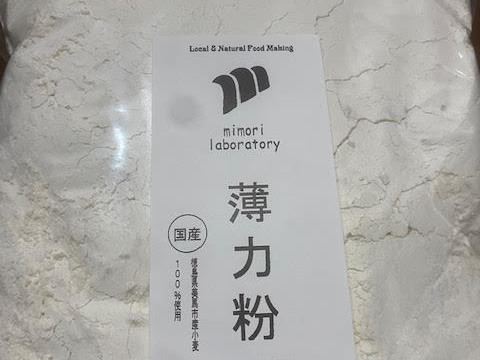 Local & Natural Food Making
mimori
laboratory
薄力粉
国産
徳島県美馬市産小麦
100%使用